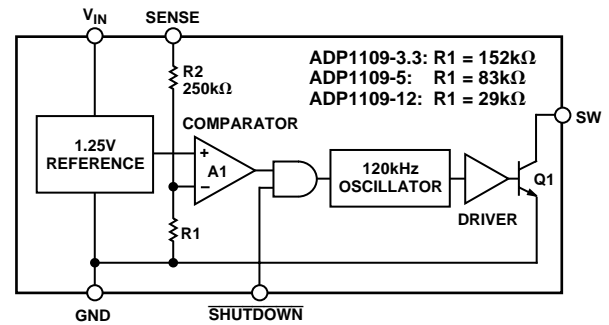 VIN
SENSE
R2
250kΩ
ADP1109-3.3: R1 = 152kΩ
ADP1109-5: R1 = 83kΩ
ADP1109-12: R1 = 29kΩ
COMPARATOR
SW
1.25V
REFERENCE
+
A1
−
120kHz
OSCILLATOR
Q1
R1
DRIVER
GND
SHUTDOWN